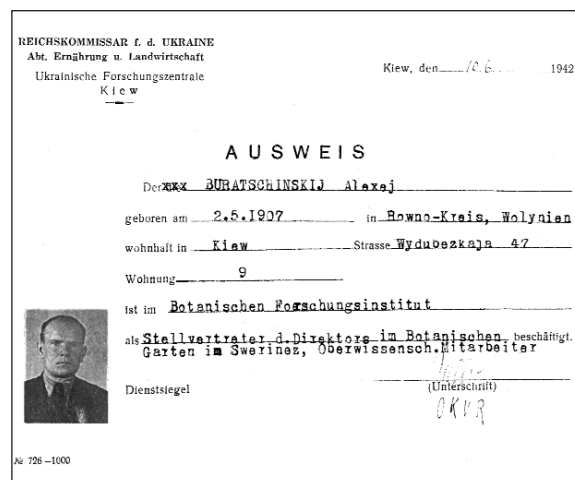 REICHSKOMMISSAR f. d. UKRAINE
Abt. Ernährung u. Landwirtschaft
Ukrainische Forschungszentrale
Kiew
Kiew, den 10.6. 1942
AUSWEIS
Der xxx BURATSCHINSKIJ Alexej
geboren am 2.5.1907 in Rowno-Kreis, Wolynien
wohnhaft in Kiew Strasse Wydubezkaja 47
Wohnung 9
ist im Botanischen Forschungsinstitut
als Stellvertreter d.Direktors im Botanischen beschäftigt.
Garten in Swerinez, Oberwissensch.Mitarbeiter
Dienstsiegel
(Unterschrift)
OKVR
№ 726—1000